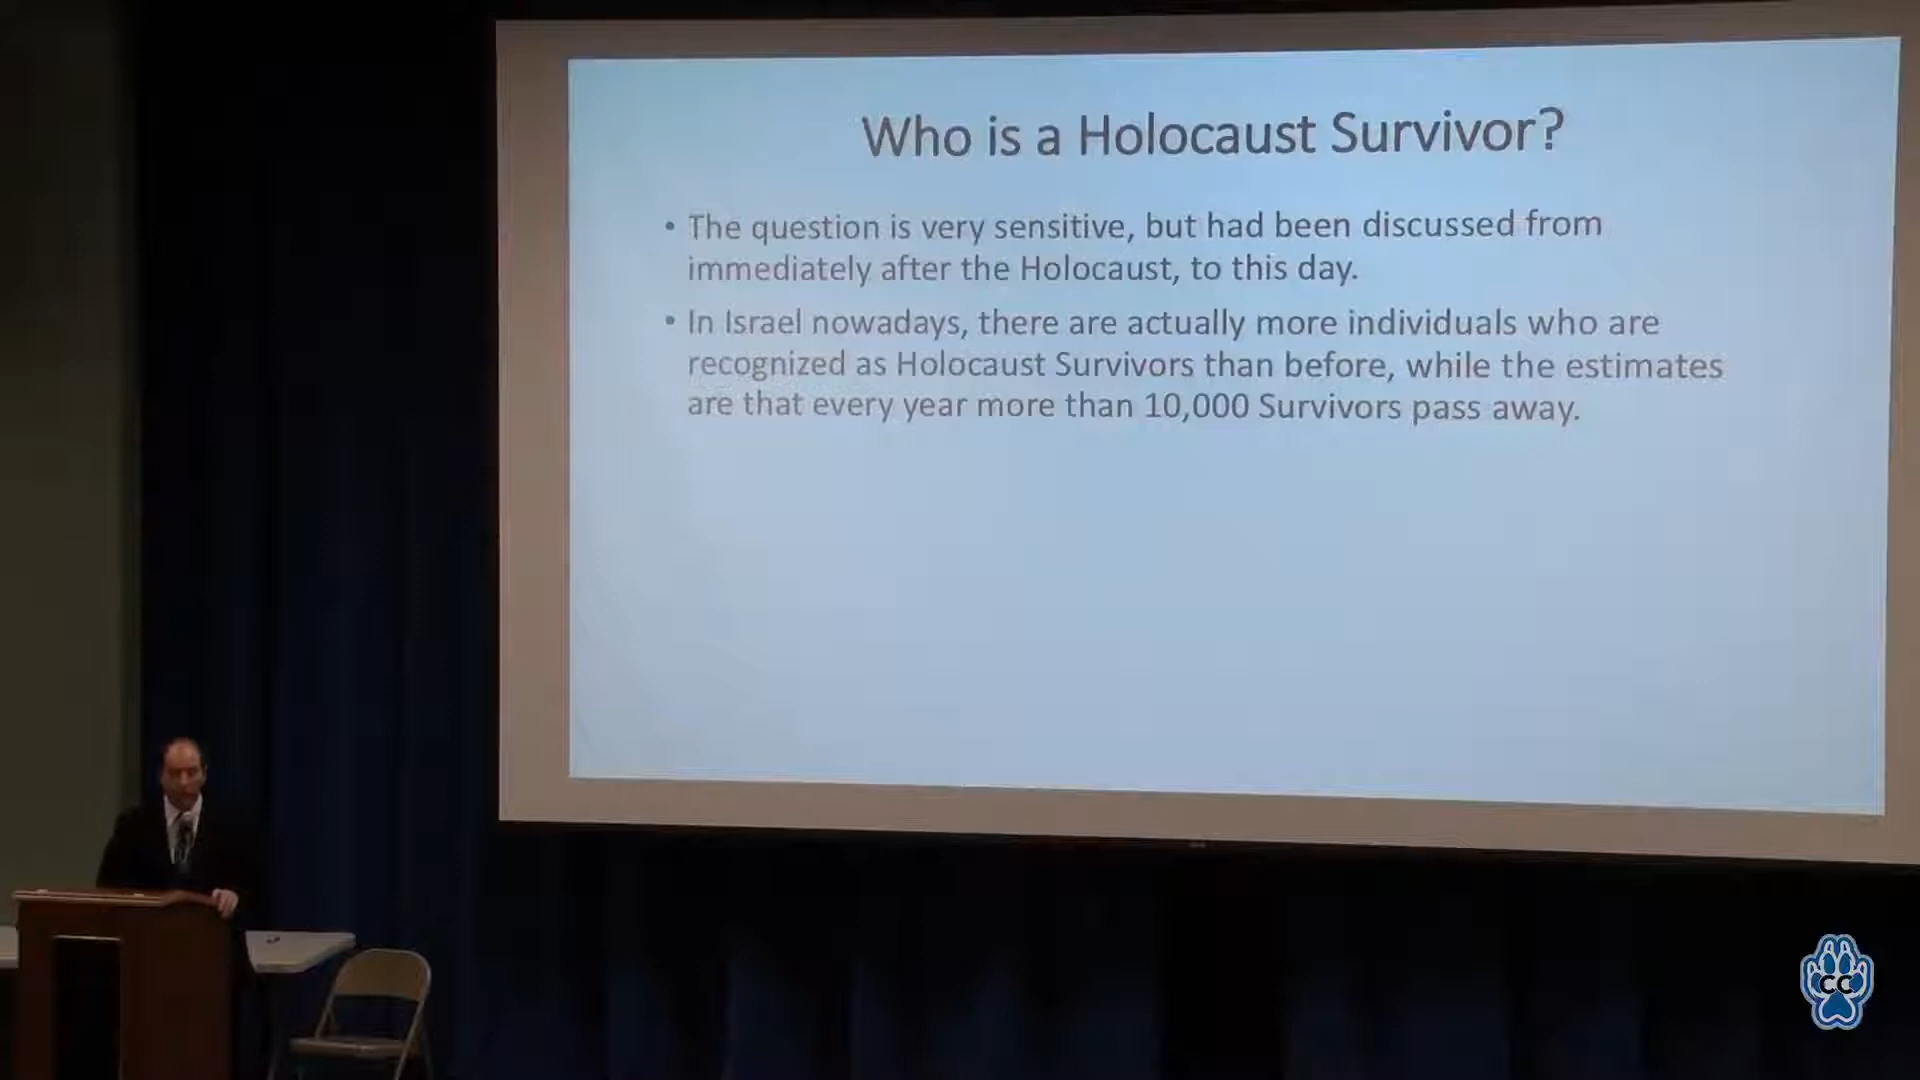 Who is a Holocaust Survivor?
• The question is very sensitive, but had been discussed from
immediately after the Holocaust, to this day.
• In Israel nowadays, there are actually more individuals who are
recognized as Holocaust Survivors than before, while the estimates
are that every year more than 10,000 Survivors pass away.
CC